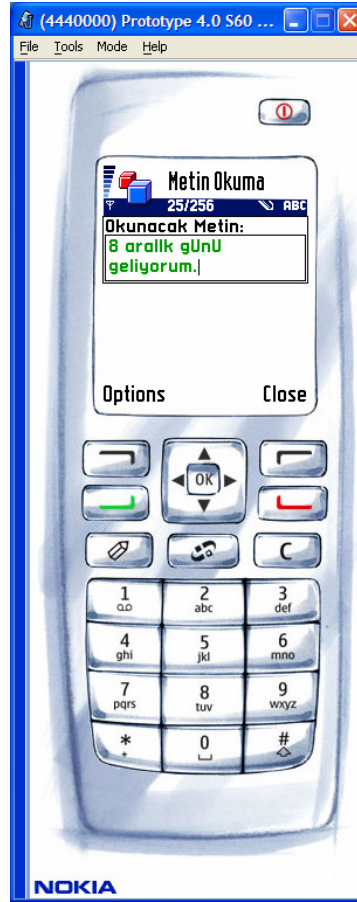 (4440000) Prototype 4.0 S60 ...
File Tools Mode Help
Metin Okuma
25/256 ABC
Okunacak Metin:
8 aralIk gUnU
geliyorum.
Options Close
OK
C
1 2 abc 3 def
4 ghi 5 jkl 6 mno
7 pqrs 8 tuv 9 wxyz
* + 0 #
NOKIA